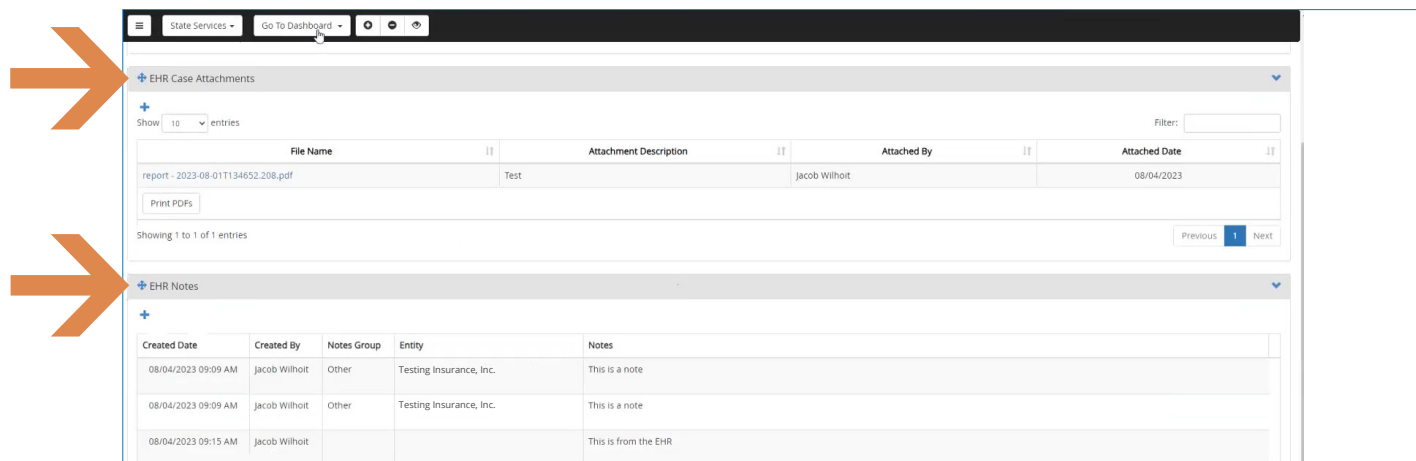 State Services Go To Dashboard
EHR Case Attachments
Show 10 entries Filter:
File Name Attachment Description Attached By Attached Date
report - 2023-08-01T134652.208.pdf Test Jacob Wilhoit 08/04/2023
Print PDFs
Showing 1 to 1 of 1 entries Previous 1 Next
EHR Notes
Created Date Created By Notes Group Entity Notes
08/04/2023 09:09 AM Jacob Wilhoit Other Testing Insurance, Inc. This is a note
08/04/2023 09:09 AM Jacob Wilhoit Other Testing Insurance, Inc. This is a note
08/04/2023 09:15 AM Jacob Wilhoit This is from the EHR